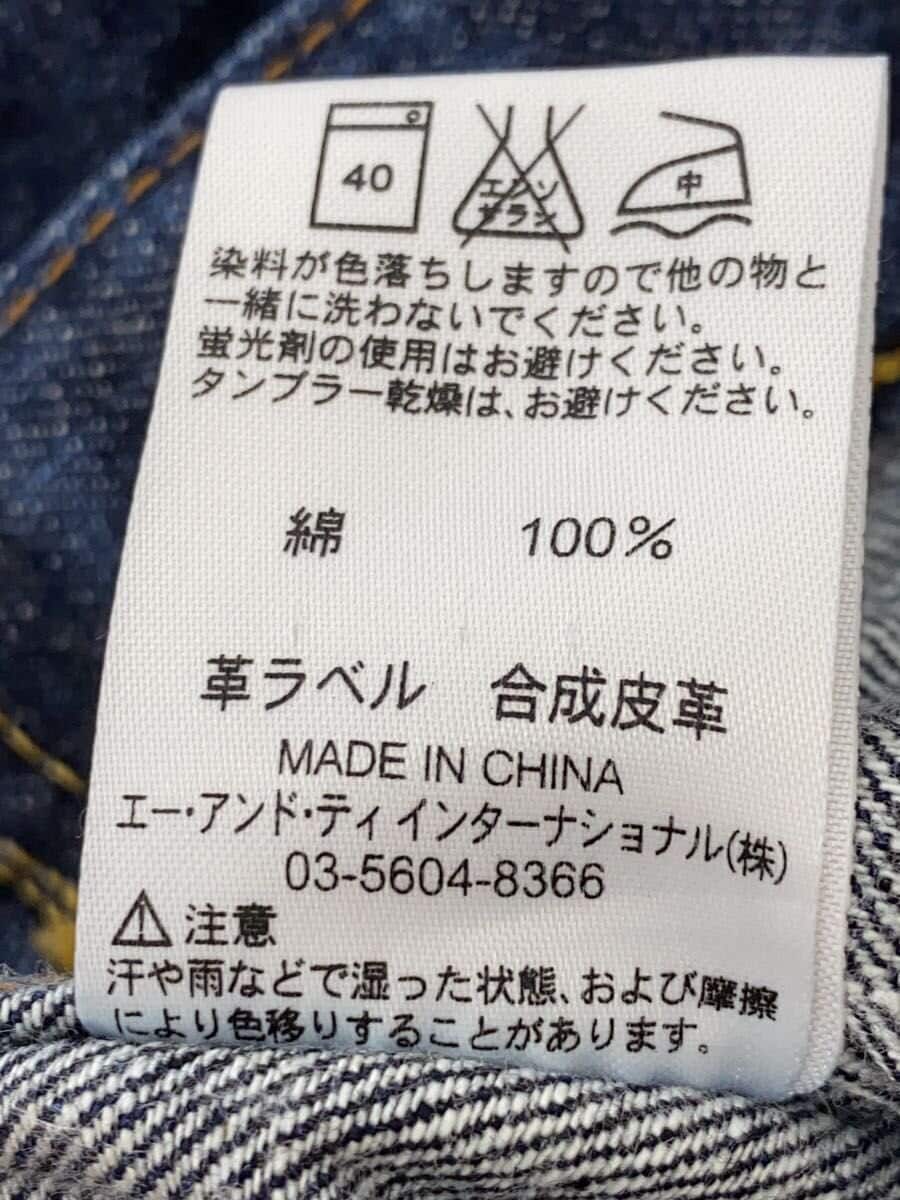 40
エンソ
サラシ
中
染料が色落ちしますので他の物と
一緒に洗わないでください。
蛍光剤の使用はお避けください。
タンブラー乾燥は、お避けください。
綿 100%
革ラベル 合成皮革
MADE IN CHINA
エー・アンド・ティ インターナショナル(株)
03-5604-8366
注意
汗や雨などで湿った状態、および摩擦
により色移りすることがあります。